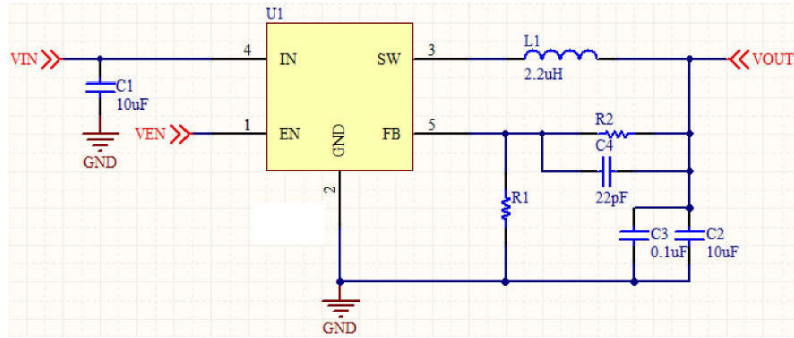 U1
VIN
4
IN
SW
3
L1
2.2uH
VOUT
C1
10uF
GND
VEN
1
EN
GND
FB
5
R2
C4
22pF
2
R1
C3
0.1uF
C2
10uF
GND